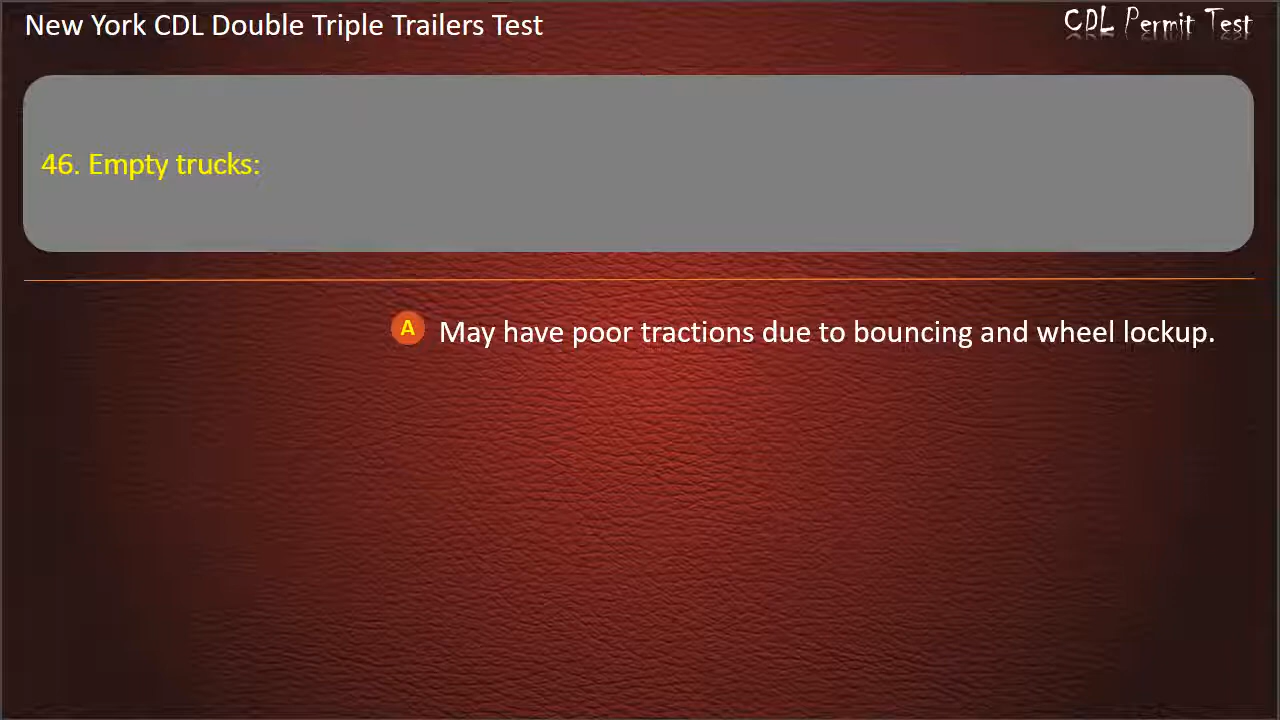 New York CDL Double Triple Trailers Test
CDL Permit Test
46. Empty trucks:
A May have poor tractions due to bouncing and wheel lockup.